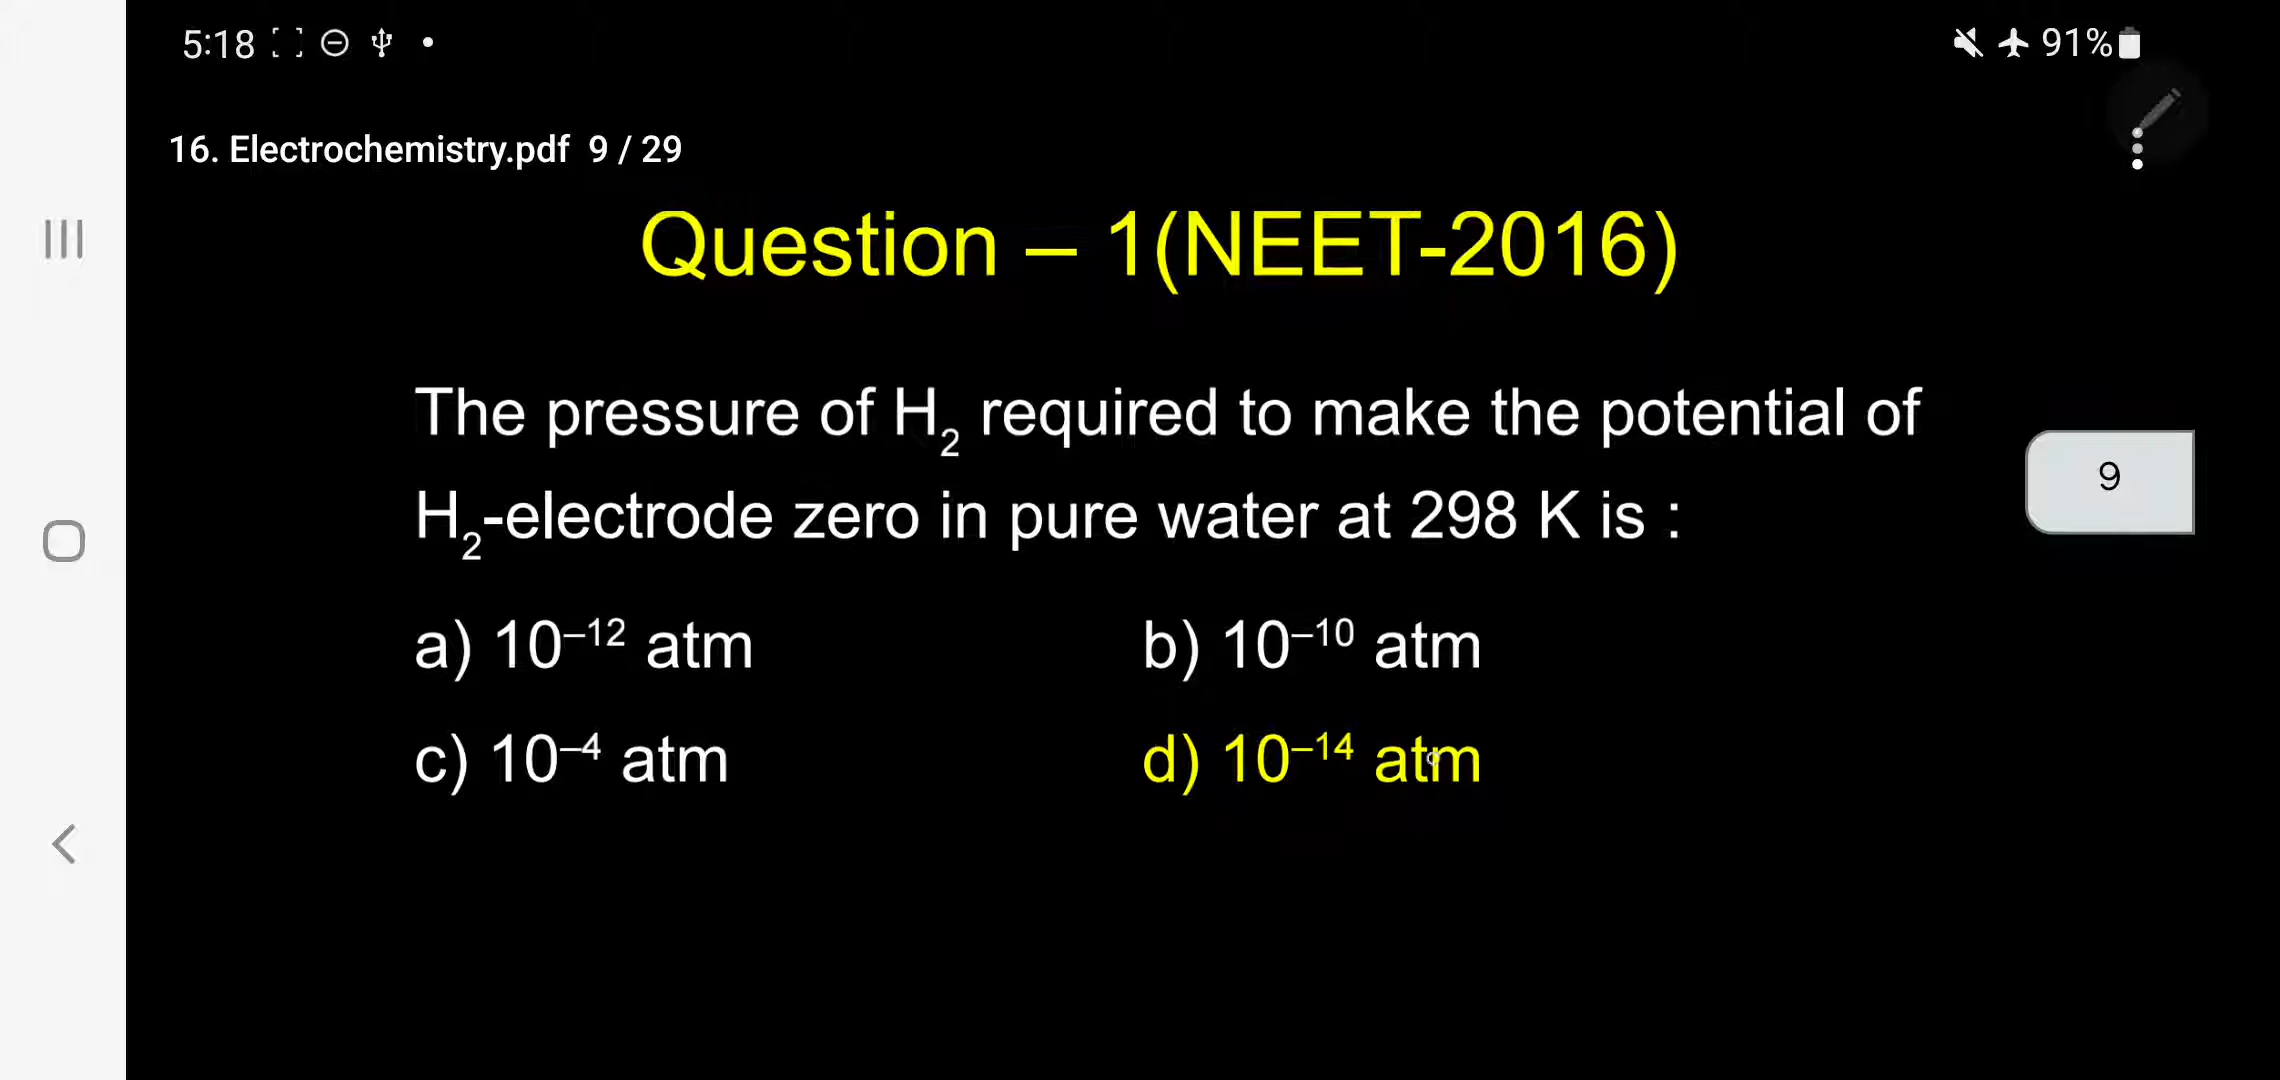 5:18
91%
16. Electrochemistry.pdf 9 / 29
Question – 1(NEET-2016)
The pressure of H₂ required to make the potential of
H₂-electrode zero in pure water at 298 K is :
9
a) 10⁻¹² atm b) 10⁻¹⁰ atm
c) 10⁻⁴ atm d) 10⁻¹⁴ atm